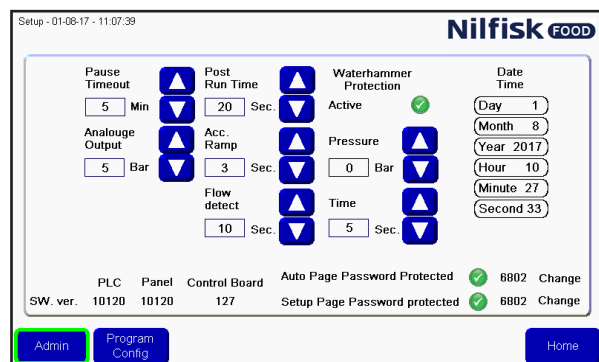 Setup - 01-08-17 - 11:07:39
Nilfisk FOOD
Pause Timeout
5 Min
Post Run Time
20 Sec.
Waterhammer Protection
Active
Date Time
Day 1
Month 8
Year 2017
Hour 10
Minute 27
Second 33
Analouge Output
5 Bar
Acc. Ramp
3 Sec.
Pressure
0 Bar
Flow detect
10 Sec.
Time
5 Sec.
PLC Panel Control Board
SW. ver. 10120 10120 127
Auto Page Password Protected 6802 Change
Setup Page Password protected 6802 Change
Admin
Program Config
Home